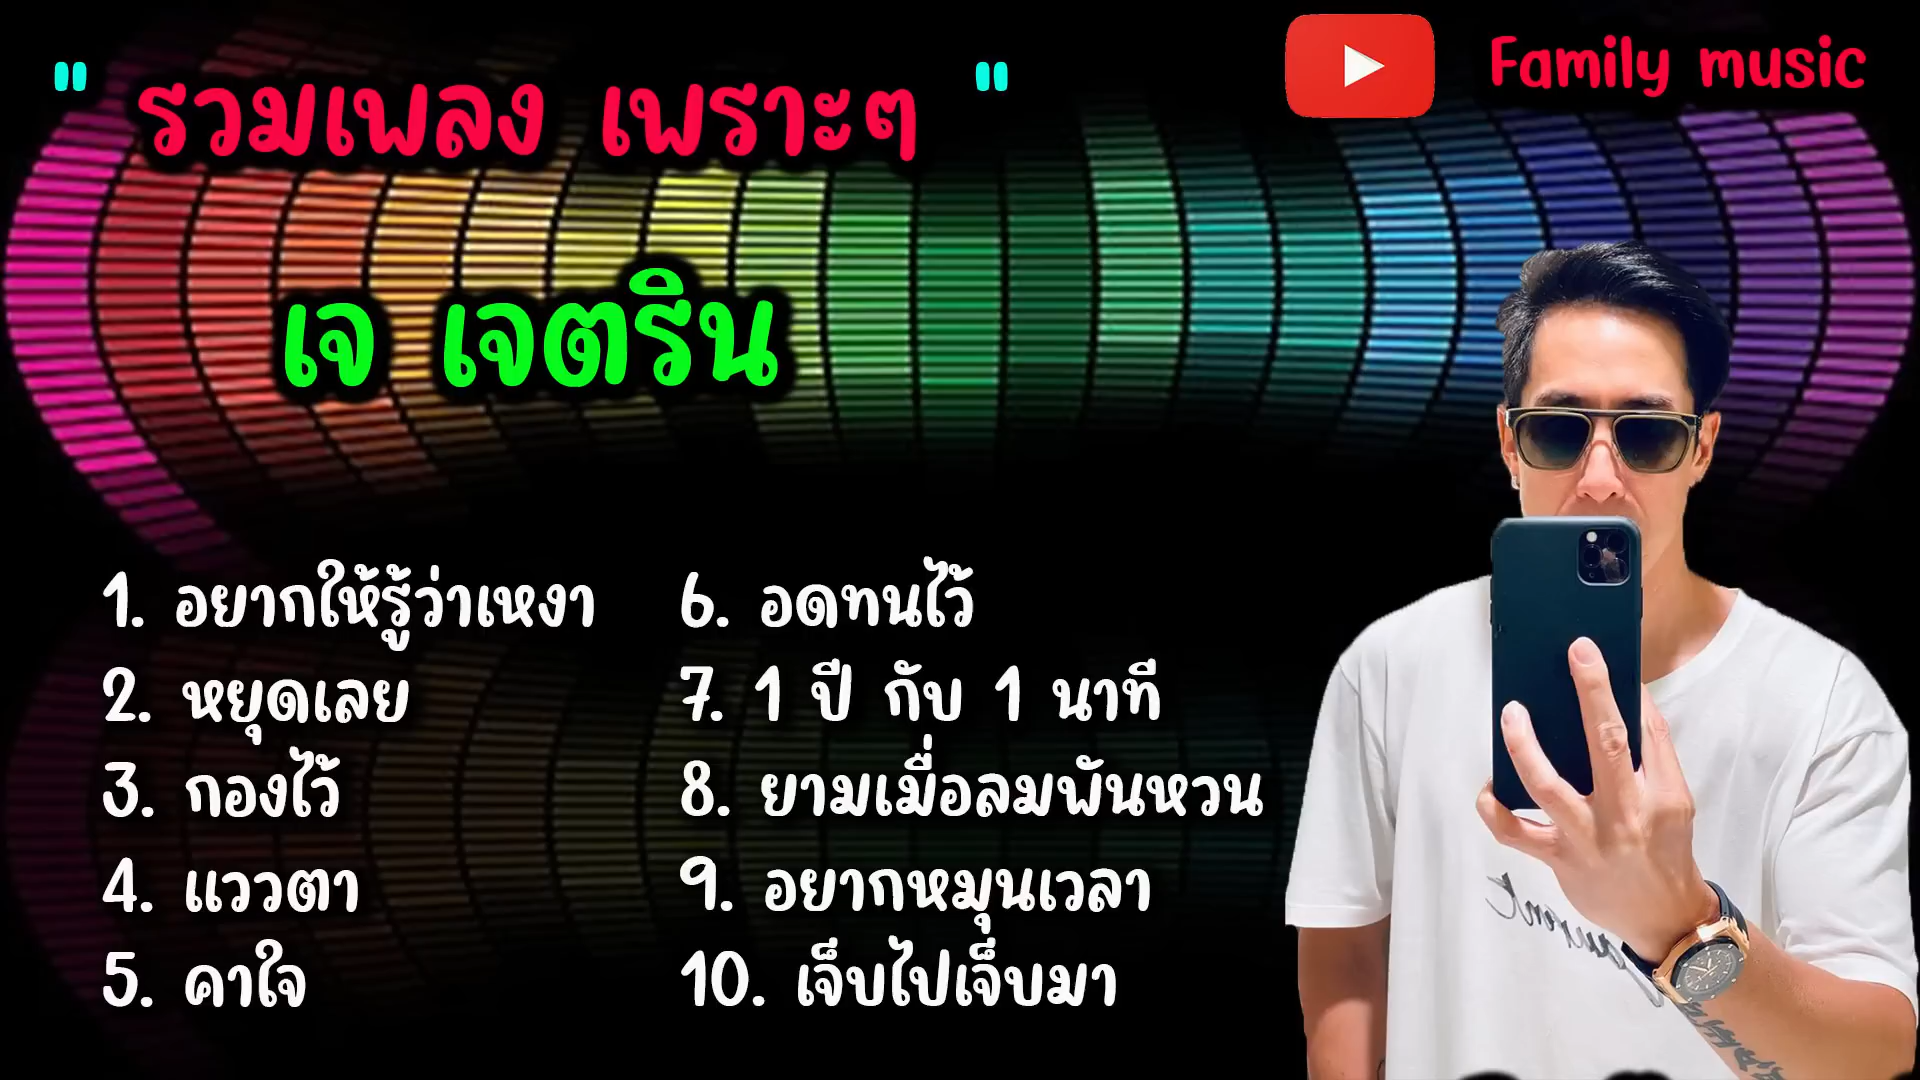 " รวมเพลง เพราะๆ "
Family music
เจ เจตริน
1. อยากให้รู้ว่าเหงา
2. หยุดเลย
3. กองไว้
4. แววตา
5. คาใจ
6. อดทนไว้
7. 1 ปี กับ 1 นาที
8. ยามเมื่อลมพันหวน
9. อยากหมุนเวลา
10. เจ็บไปเจ็บมา